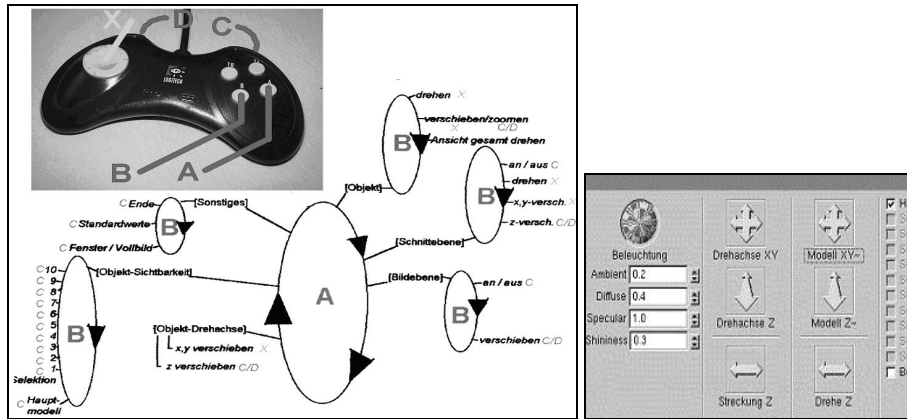 X D C
TB
B A
LOGITECH
B A
drehen X
verschieben/zoomen
X C/D
Ansicht gesamt drehen
B
[Objekt]
an / aus C
drehen X
x,y-versch. X
z-versch. C/D
B
[Schnittebene]
C Ende
C Standardwerte
C Fenster / Vollbild
B
[Sonstiges]
[Objekt-Sichtbarkeit]
C 10
C 9
C 8
C 7
C 6
C 5
C 4
C 3
C 2
C 1
Selektion
C Haupt-
modell
B
[Objekt-Drehachse]
x,y verschieben X
z verschieben C/D
A
[Bildebene]
an / aus C
B
verschieben C/D
Beleuchtung
Ambient 0.2
Diffuse 0.4
Specular 1.0
Shininess 0.3
Drehachse XY
Modell XY~
Drehachse Z
Modell Z~
Streckung Z
Drehe Z